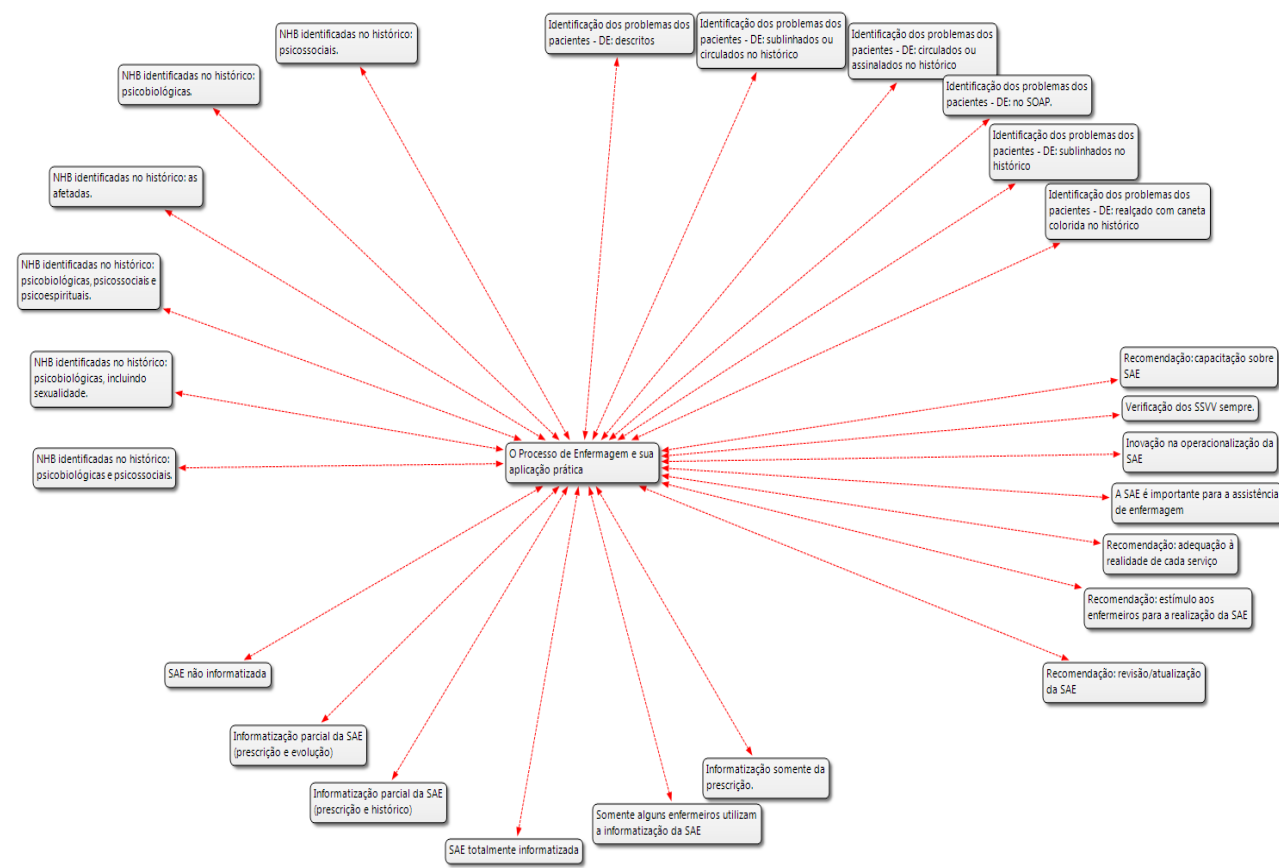 NHB identificadas no histórico:
psicossociais.
Identificação dos problemas dos
pacientes - DE: descritos
Identificação dos problemas dos
pacientes - DE: sublinhados ou
circulados no histórico
Identificação dos problemas dos
pacientes - DE: circulados ou
assinalados no histórico
NHB identificadas no histórico:
psicobiológicas.
Identificação dos problemas dos
pacientes - DE: no SOAP.
Identificação dos problemas dos
pacientes - DE: sublinhados no
histórico
NHB identificadas no histórico: as
afetadas.
Identificação dos problemas dos
pacientes - DE: realçado com caneta
colorida no histórico
NHB identificadas no histórico:
psicobiológicas, psicossociais e
psicoespirituais.
NHB identificadas no histórico:
psicobiológicas, incluindo
sexualidade.
Recomendação: capacitação sobre
SAE
Verificação dos SSVV sempre.
NHB identificadas no histórico:
psicobiológicas e psicossociais.
O Processo de Enfermagem e sua
aplicação prática
Inovação na operacionalização da
SAE
A SAE é importante para a assistência
de enfermagem
Recomendação: adequação à
realidade de cada serviço
Recomendação: estímulo aos
enfermeiros para a realização da SAE
Recomendação: revisão/atualização
da SAE
SAE não informatizada
Informatização parcial da SAE
(prescrição e evolução)
Informatização parcial da SAE
(prescrição e histórico)
SAE totalmente informatizada
Somente alguns enfermeiros utilizam
a informatização da SAE
Informatização somente da
prescrição.